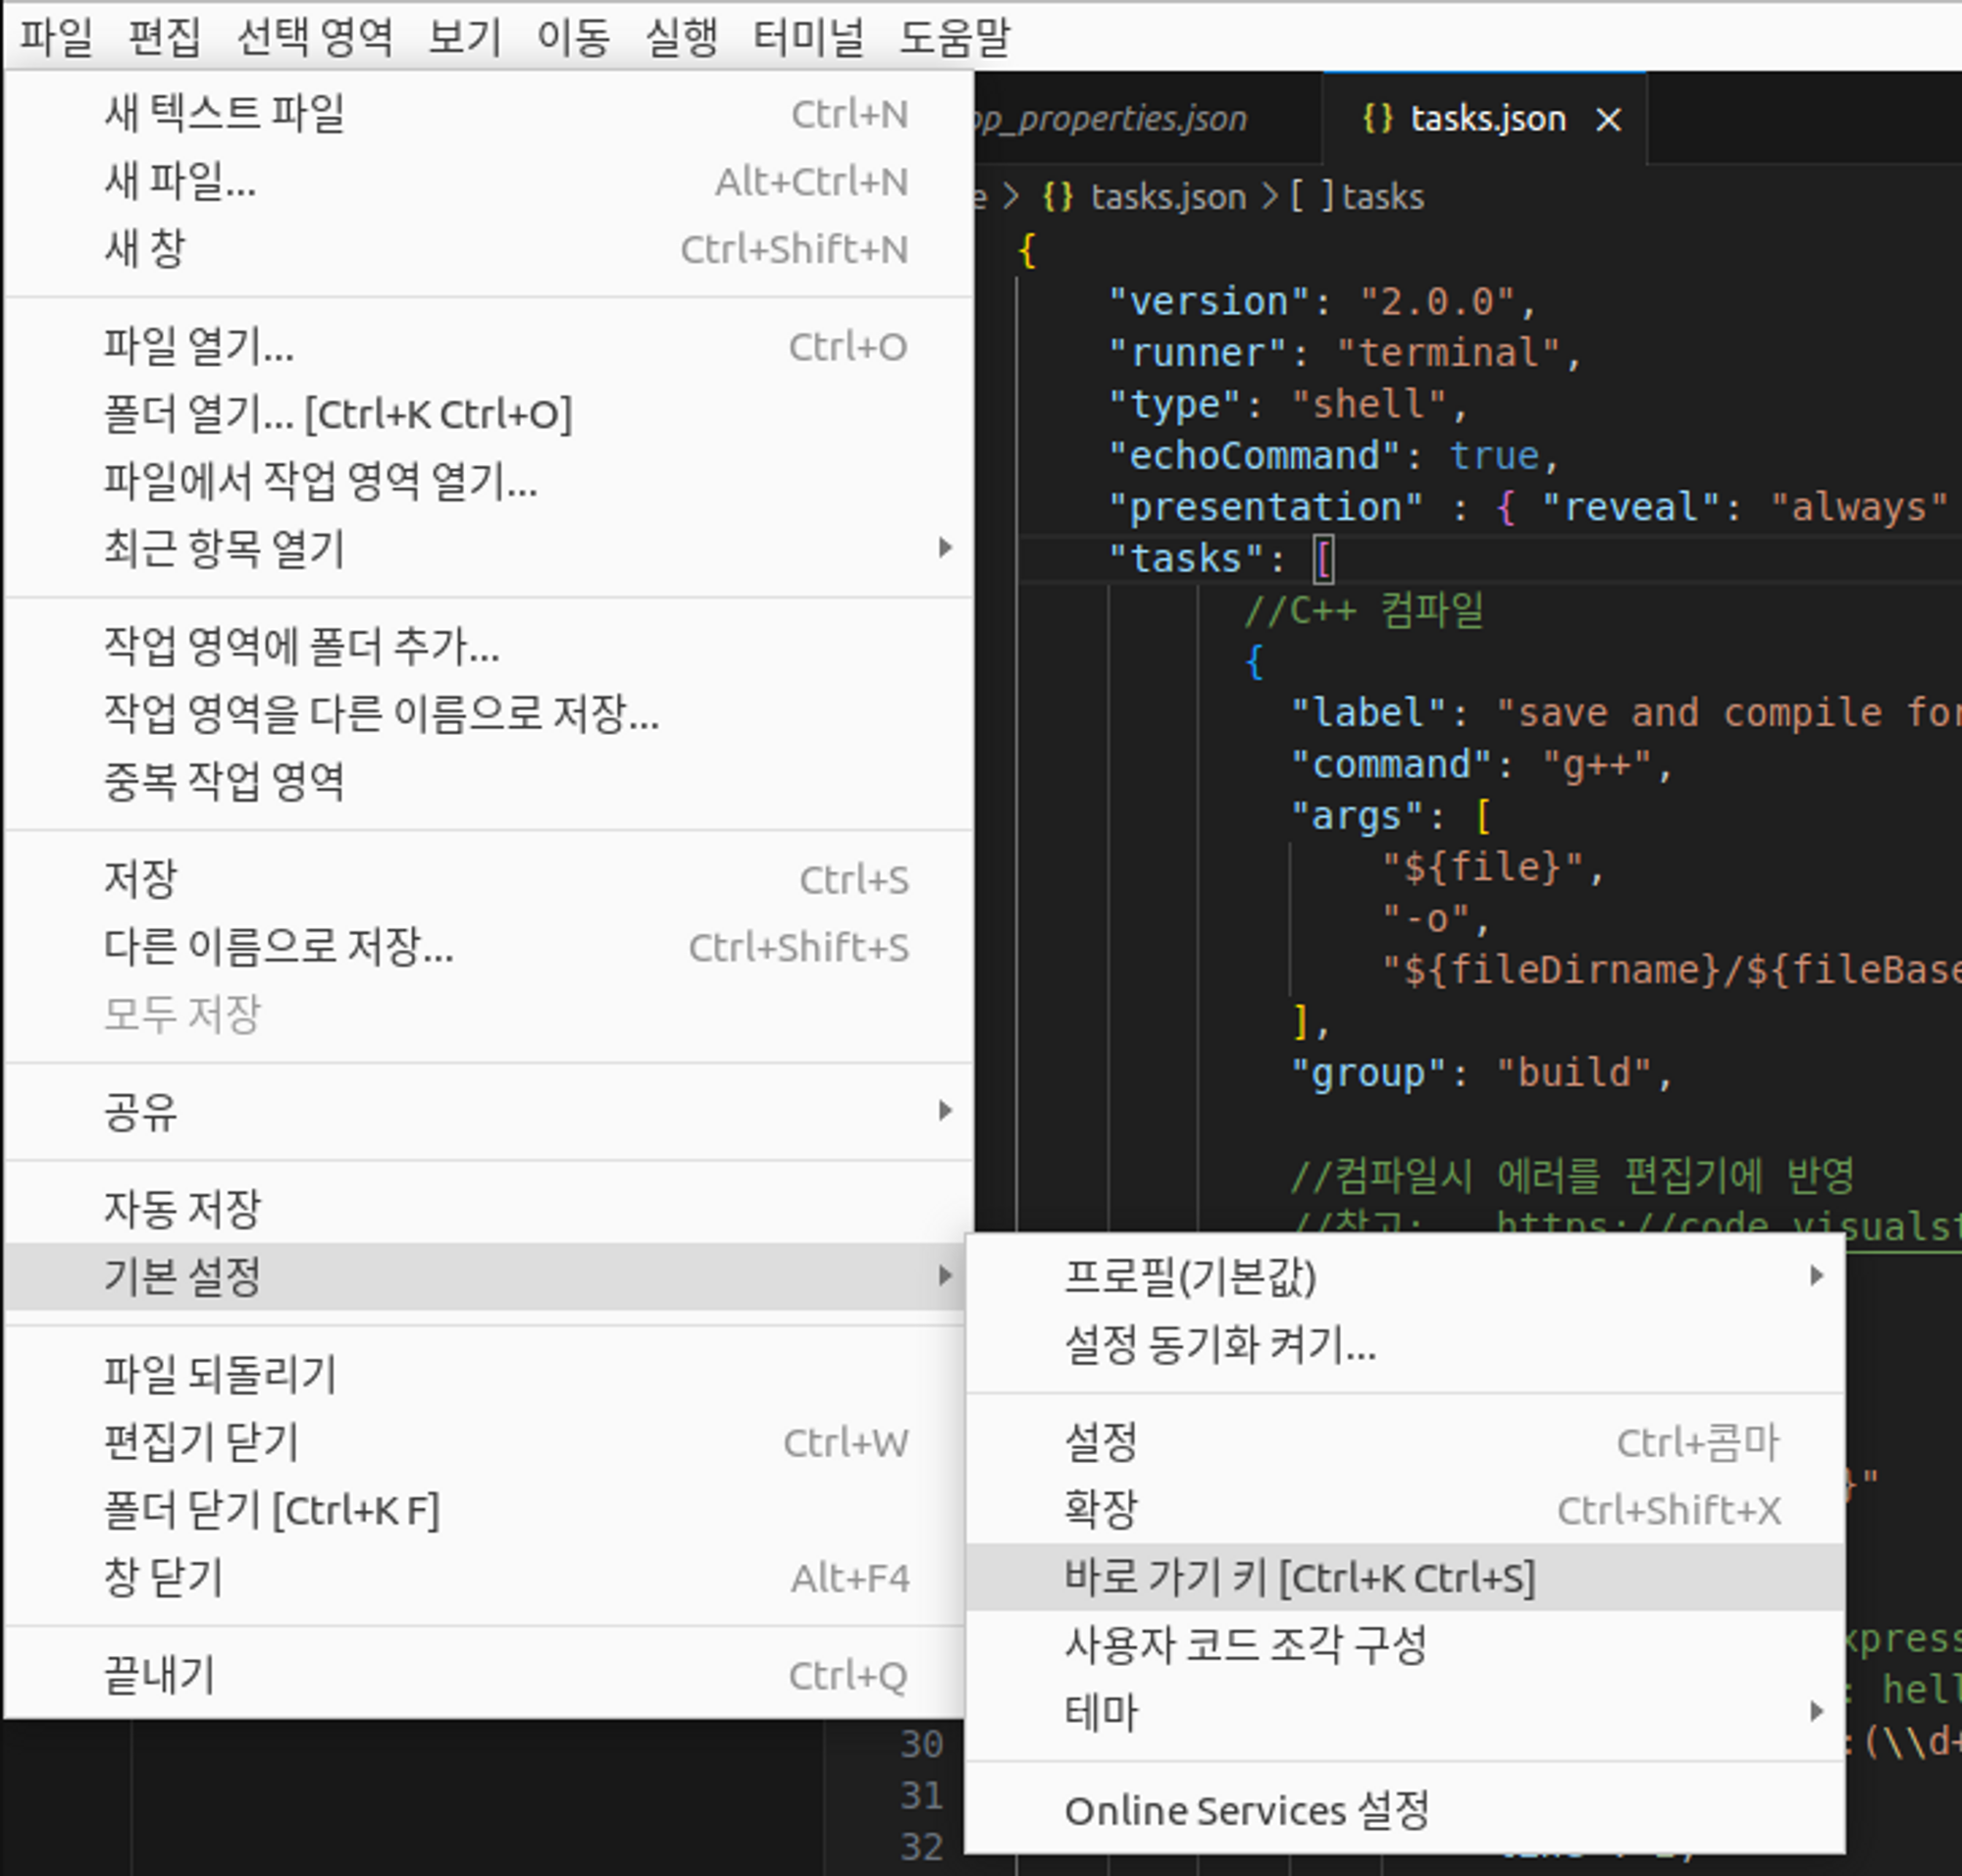 파일 편집 선택 영역 보기 이동 실행 터미널 도움말
새 텍스트 파일 Ctrl+N
새 파일... Alt+Ctrl+N
새 창 Ctrl+Shift+N
파일 열기... Ctrl+O
폴더 열기... [Ctrl+K Ctrl+O]
파일에서 작업 영역 열기...
최근 항목 열기
작업 영역에 폴더 추가...
작업 영역을 다른 이름으로 저장...
중복 작업 영역
저장 Ctrl+S
다른 이름으로 저장... Ctrl+Shift+S
모두 저장
공유
자동 저장
기본 설정
파일 되돌리기
편집기 닫기 Ctrl+W
폴더 닫기 [Ctrl+K F]
창 닫기 Alt+F4
끝내기 Ctrl+Q
프로필(기본값)
설정 동기화 켜기...
설정 Ctrl+콤마
확장 Ctrl+Shift+X
바로 가기 키 [Ctrl+K Ctrl+S]
사용자 코드 조각 구성
테마
Online Services 설정
op_properties.json {} tasks.json ×
e > {} tasks.json > [ ] tasks
{
"version": "2.0.0",
"runner": "terminal",
"type": "shell",
"echoCommand": true,
"presentation" : { "reveal": "always"
"tasks": [
//C++ 컴파일
{
"label": "save and compile for
"command": "g++",
"args": [
"${file}",
"-o",
"${fileDirname}/${fileBase
],
"group": "build",
//컴파일시 에러를 편집기에 반영
//참고: https://code.visualst
}"
xpress
: hell
:(\\d+
30
31
32